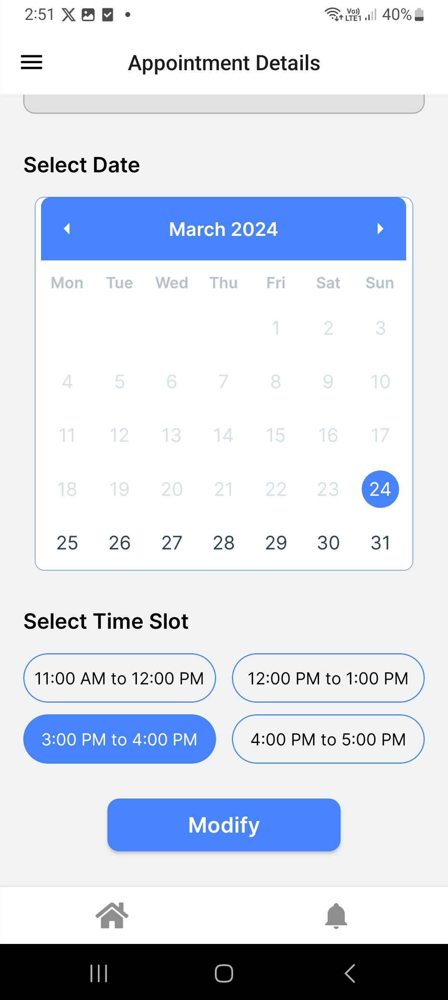 2:51 Vo)) LTE1 40%
Appointment Details
Select Date
March 2024
Mon Tue Wed Thu Fri Sat Sun
1 2 3
4 5 6 7 8 9 10
11 12 13 14 15 16 17
18 19 20 21 22 23 24
25 26 27 28 29 30 31
Select Time Slot
11:00 AM to 12:00 PM 12:00 PM to 1:00 PM
3:00 PM to 4:00 PM 4:00 PM to 5:00 PM
Modify